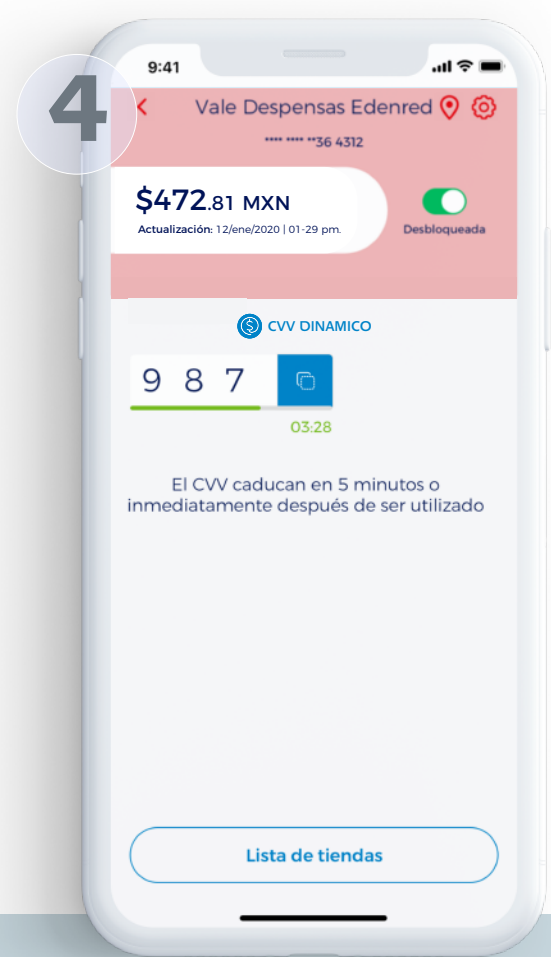 4
9:41
Vale Despensas Edenred
**** **** **36 4312
$472.81 MXN
Actualización: 12/ene/2020 | 01-29 pm.
Desbloqueada
CVV DINAMICO
9 8 7
03:28
El CVV caducan en 5 minutos o
inmediatamente después de ser utilizado
Lista de tiendas